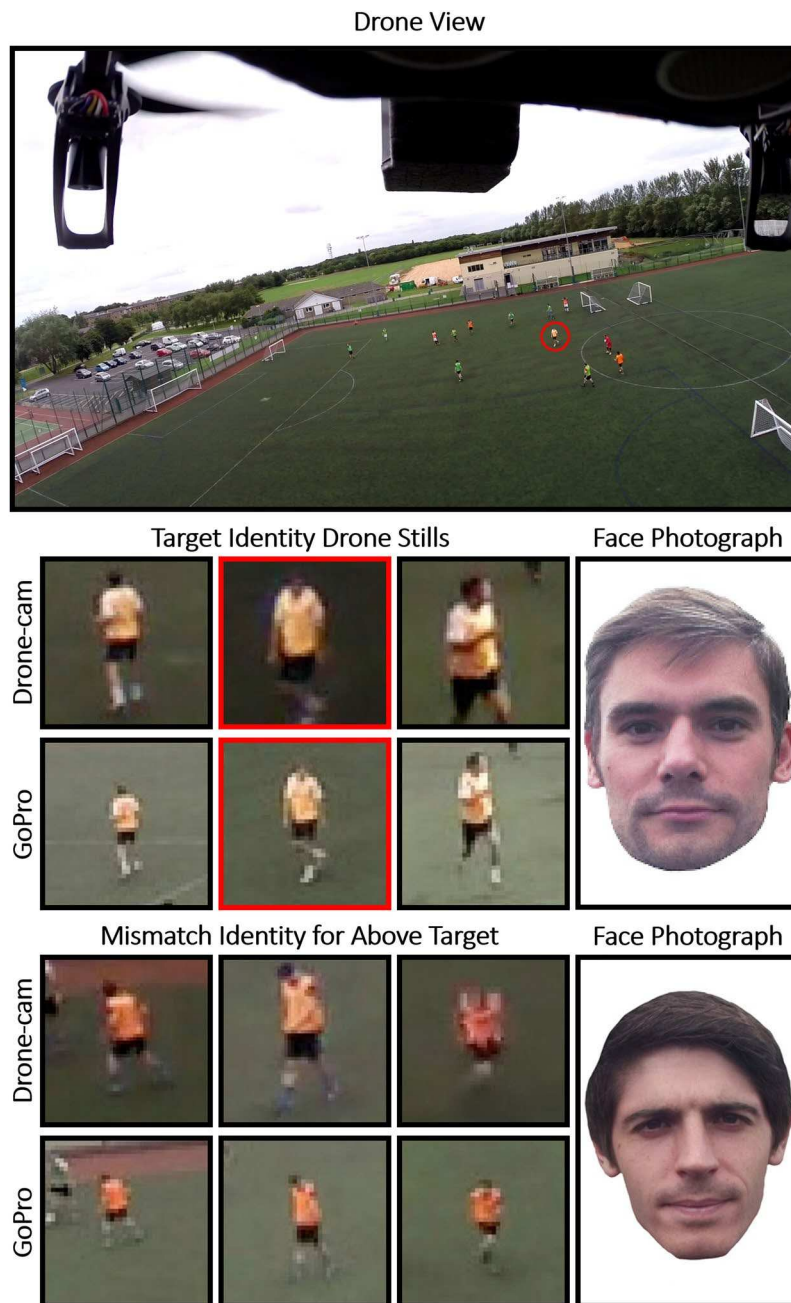 Drone View
Target Identity Drone Stills
Face Photograph
Drone-cam
GoPro
Mismatch Identity for Above Target
Face Photograph
Drone-cam
GoPro